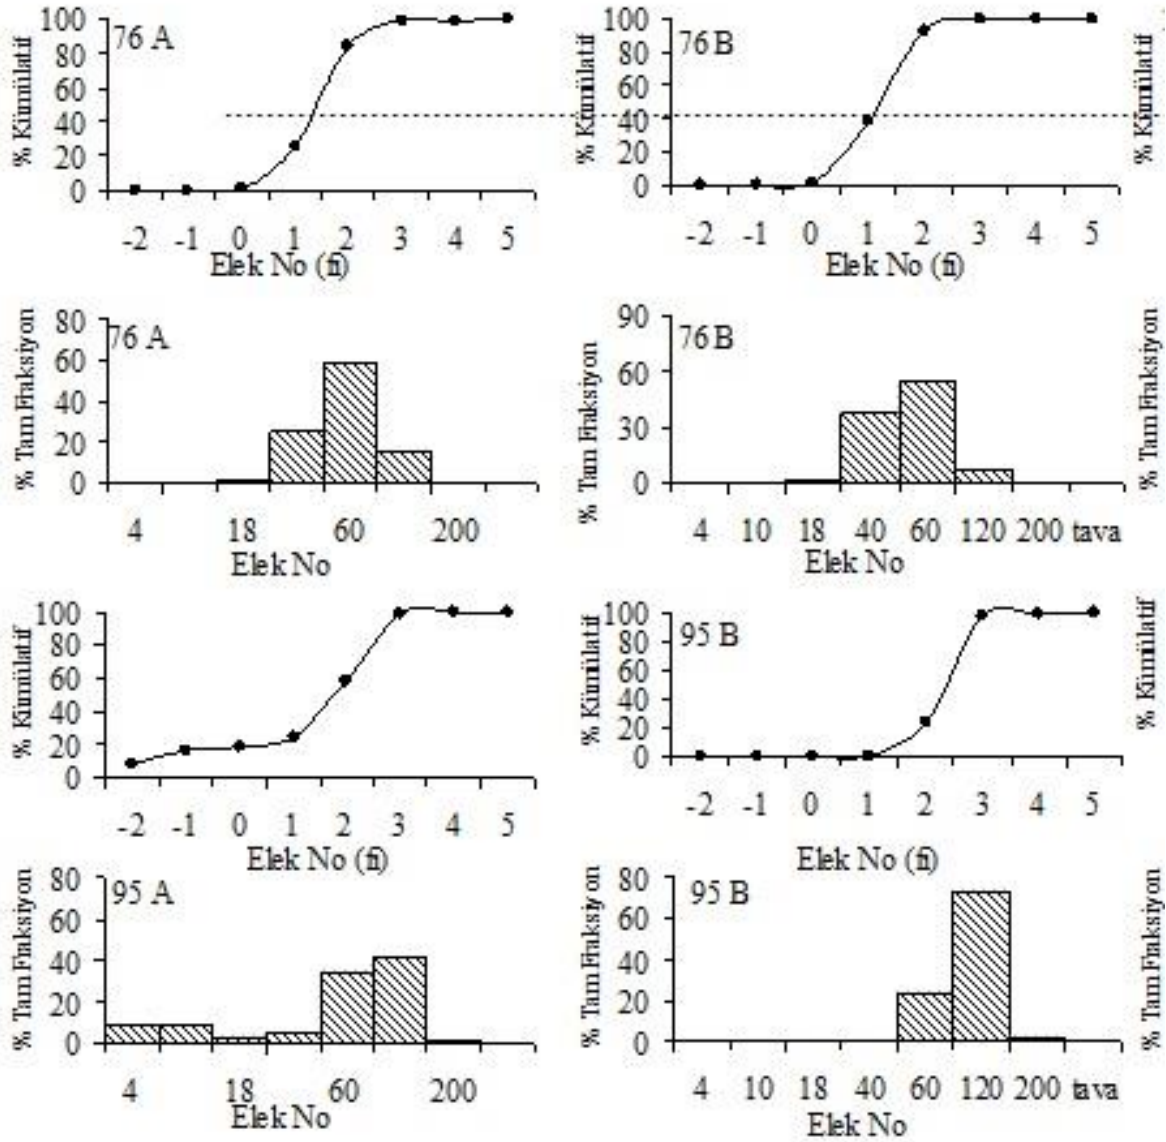 % Kümülatif
76 A
100
80
60
40
20
0
-2 -1 0 1 2 3 4 5
Elek No (fi)
% Kümülatif
76 B
100
80
60
40
20
0
-2 -1 0 1 2 3 4 5
Elek No (fi)
% Kümülatif
% Tam Fraksiyon
76 A
80
60
40
20
0
4 18 60 200
Elek No
% Tam Fraksiyon
76 B
90
60
30
0
4 10 18 40 60 120 200 tava
Elek No
% Tam Fraksiyon
% Kümülatif
100
80
60
40
20
0
-2 -1 0 1 2 3 4 5
Elek No (fi)
% Kümülatif
95 B
100
80
60
40
20
0
-2 -1 0 1 2 3 4 5
Elek No (fi)
% Kümülatif
% Tam Fraksiyon
95 A
80
60
40
20
0
4 18 60 200
Elek No
% Tam Fraksiyon
95 B
80
60
40
20
0
4 10 18 40 60 120 200 tava
Elek No
% Tam Fraksiyon